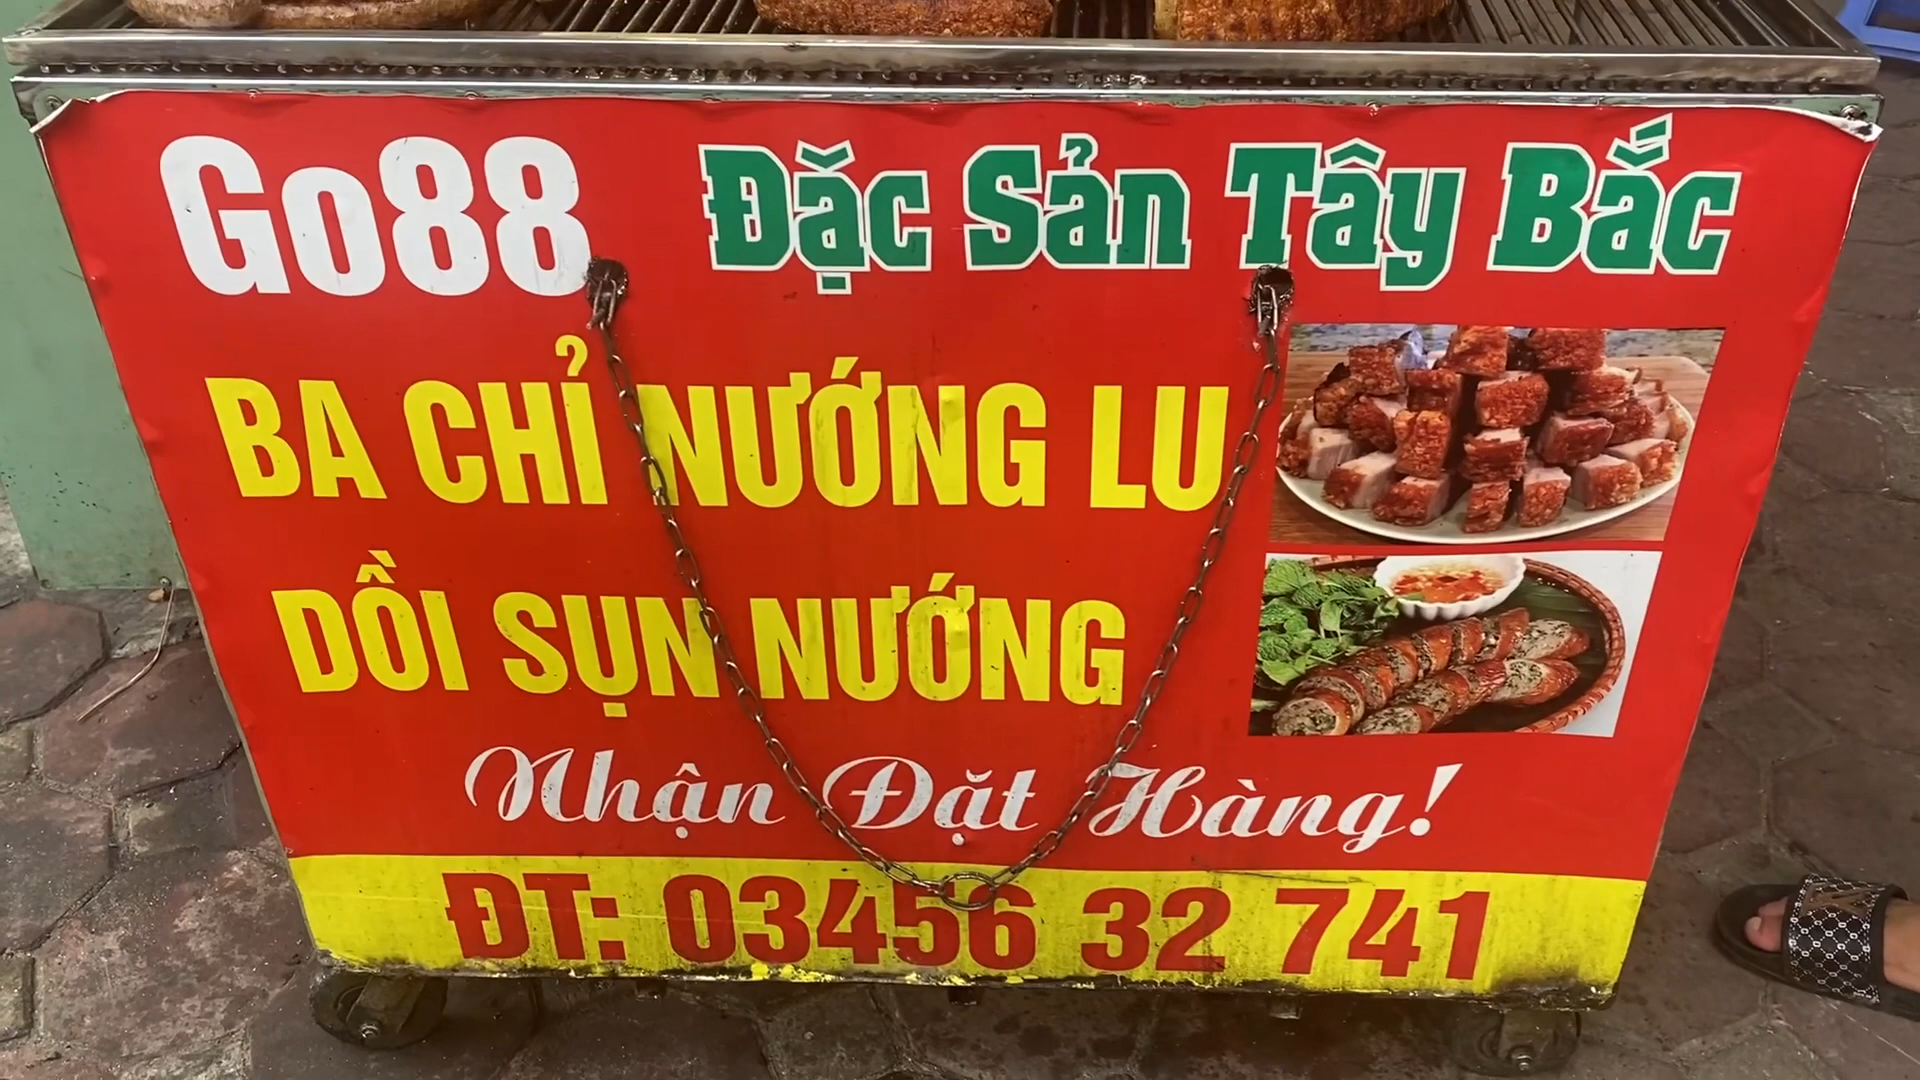 Go88 Đặc Sản Tây Bắc
BA CHỈ NƯỚNG LU
DỒI SỤN NƯỚNG
Nhận Đặt Hàng!
ĐT: 03456 32 741